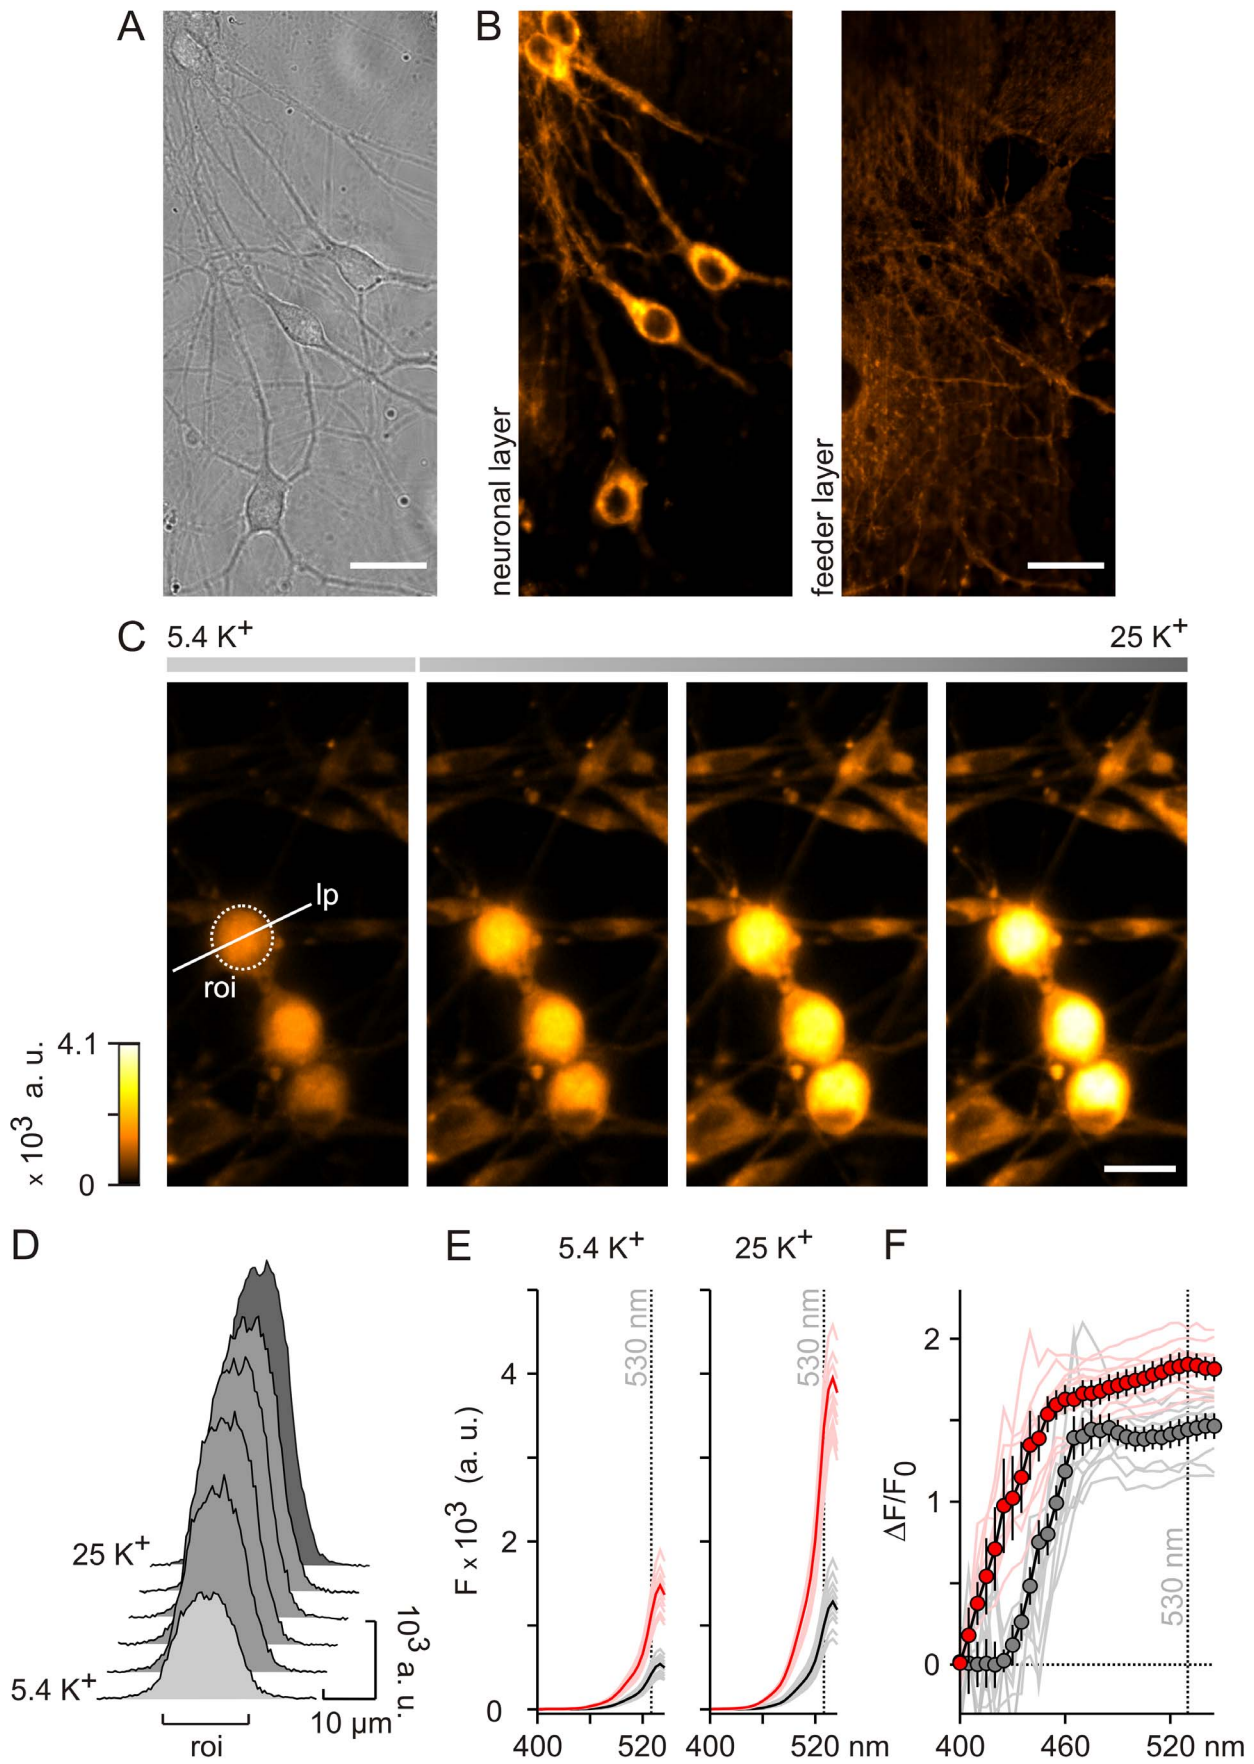 A
B
neuronal layer
feeder layer
C
5.4 K⁺
25 K⁺
lp
roi
4.1
x 10³ a. u.
0
D
25 K⁺
5.4 K⁺
10³ a. u.
10 µm
roi
E
5.4 K⁺
25 K⁺
530 nm
530 nm
F x 10³ (a. u.)
4
2
0
400
520
400
520 nm
F
ΔF/F₀
2
1
0
530 nm
400
460
520 nm